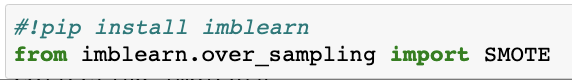 #!pip install imblearn
from imblearn.over_sampling import SMOTE